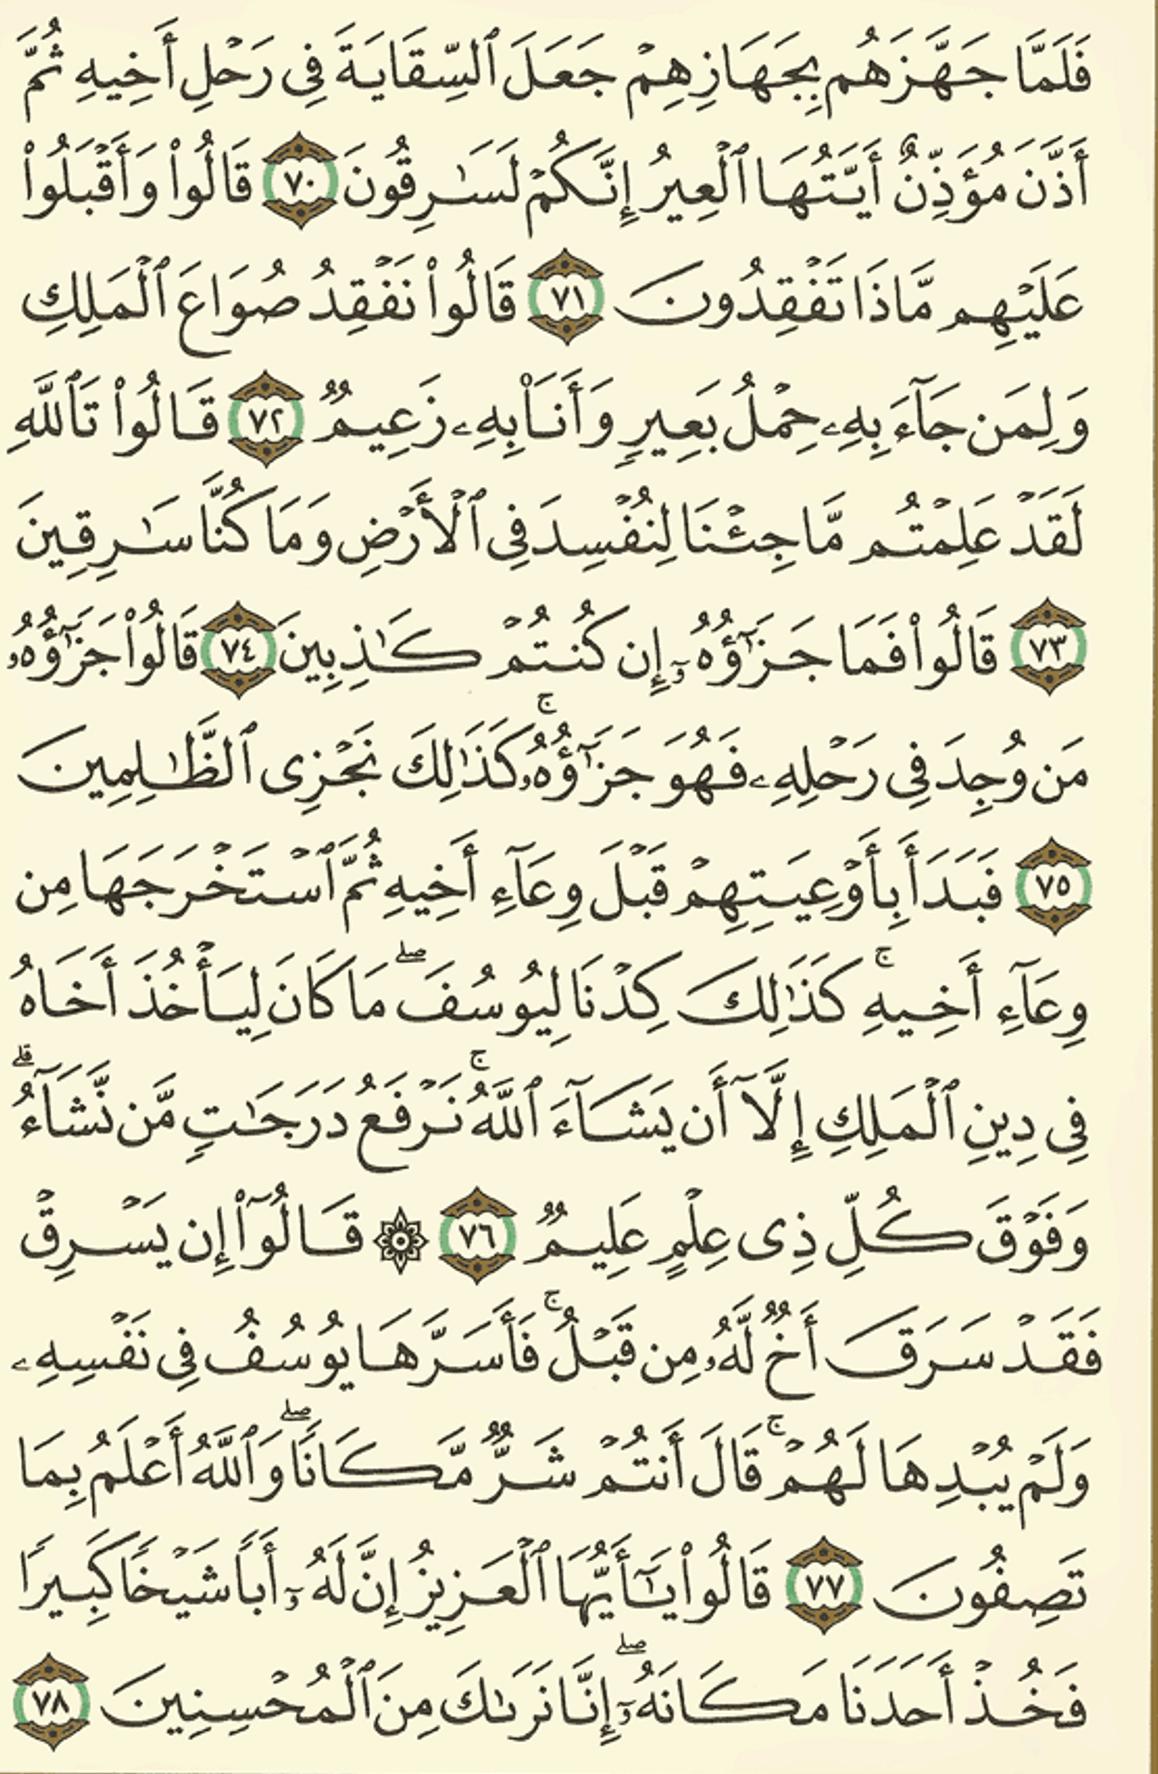 فَلَمَّا جَهَّزَهُم بِجَهَازِهِمْ جَعَلَ ٱلسِّقَايَةَ فِى رَحْلِ أَخِيهِ ثُمَّ
أَذَّنَ مُؤَذِّنٌ أَيَّتُهَا ٱلْعِيرُ إِنَّكُمْ لَسَـٰرِقُونَ ٧٠ قَالُوا۟ وَأَقْبَلُوا۟
عَلَيْهِم مَّاذَا تَفْقِدُونَ ٧١ قَالُوا۟ نَفْقِدُ صُوَاعَ ٱلْمَلِكِ
وَلِمَن جَآءَ بِهِۦ حِمْلُ بَعِيرٍ وَأَنَا۠ بِهِۦ زَعِيمٌ ٧٢ قَالُوا۟ تَٱللَّهِ
لَقَدْ عَلِمْتُم مَّا جِئْنَا لِنُفْسِدَ فِى ٱلْأَرْضِ وَمَا كُنَّا سَـٰرِقِينَ
٧٣ قَالُوا۟ فَمَا جَزَٰٓؤُهُۥٓ إِن كُنتُمْ كَـٰذِبِينَ ٧٤ قَالُوا۟ جَزَٰٓؤُهُۥ
مَن وُجِدَ فِى رَحْلِهِۦ فَهُوَ جَزَٰٓؤُهُۥ ۚ كَذَٰلِكَ نَجْزِى ٱلظَّـٰلِمِينَ
٧٥ فَبَدَأَ بِأَوْعِيَتِهِمْ قَبْلَ وِعَآءِ أَخِيهِ ثُمَّ ٱسْتَخْرَجَهَا مِن
وِعَآءِ أَخِيهِ ۚ كَذَٰلِكَ كِدْنَا لِيُوسُفَ ۖ مَا كَانَ لِيَأْخُذَ أَخَاهُ
فِى دِينِ ٱلْمَلِكِ إِلَّآ أَن يَشَآءَ ٱللَّهُ ۚ نَرْفَعُ دَرَجَـٰتٍ مَّن نَّشَآءُ ۗ
وَفَوْقَ كُلِّ ذِى عِلْمٍ عَلِيمٌ ٧٦ ۞ قَالُوٓا۟ إِن يَسْرِقْ
فَقَدْ سَرَقَ أَخٌ لَّهُۥ مِن قَبْلُ ۚ فَأَسَرَّهَا يُوسُفُ فِى نَفْسِهِۦ
وَلَمْ يُبْدِهَا لَهُمْ ۚ قَالَ أَنتُمْ شَرٌّ مَّكَانًا ۖ وَٱللَّهُ أَعْلَمُ بِمَا
تَصِفُونَ ٧٧ قَالُوا۟ يَـٰٓأَيُّهَا ٱلْعَزِيزُ إِنَّ لَهُۥٓ أَبًا شَيْخًا كَبِيرًا
فَخُذْ أَحَدَنَا مَكَانَهُۥٓ ۖ إِنَّا نَرَىٰكَ مِنَ ٱلْمُحْسِنِينَ ٧٨